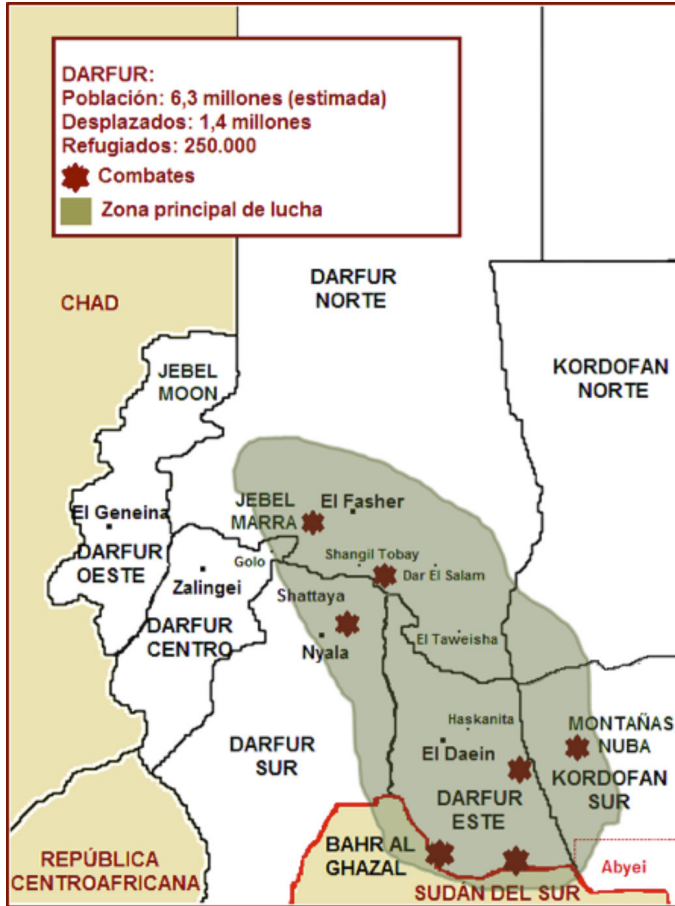 DARFUR:
Población: 6,3 millones (estimada)
Desplazados: 1,4 millones
Refugiados: 250.000
Combates
Zona principal de lucha
DARFUR
NORTE
CHAD
JEBEL
MOON
KORDOFAN
NORTE
JEBEL
MARRA
El Fasher
El Geneina
DARFUR
OESTE
Golo
Shangil Tobay
Dar El Salam
Zalingei
Shattaya
DARFUR
CENTRO
Nyala
El Taweisha
Haskanita
MONTAÑAS
NUBA
DARFUR
SUR
El Daein
KORDOFAN
SUR
DARFUR
ESTE
BAHR AL
GHAZAL
REPÚBLICA
CENTROAFRICANA
Abyei
SUDÁN DEL SUR